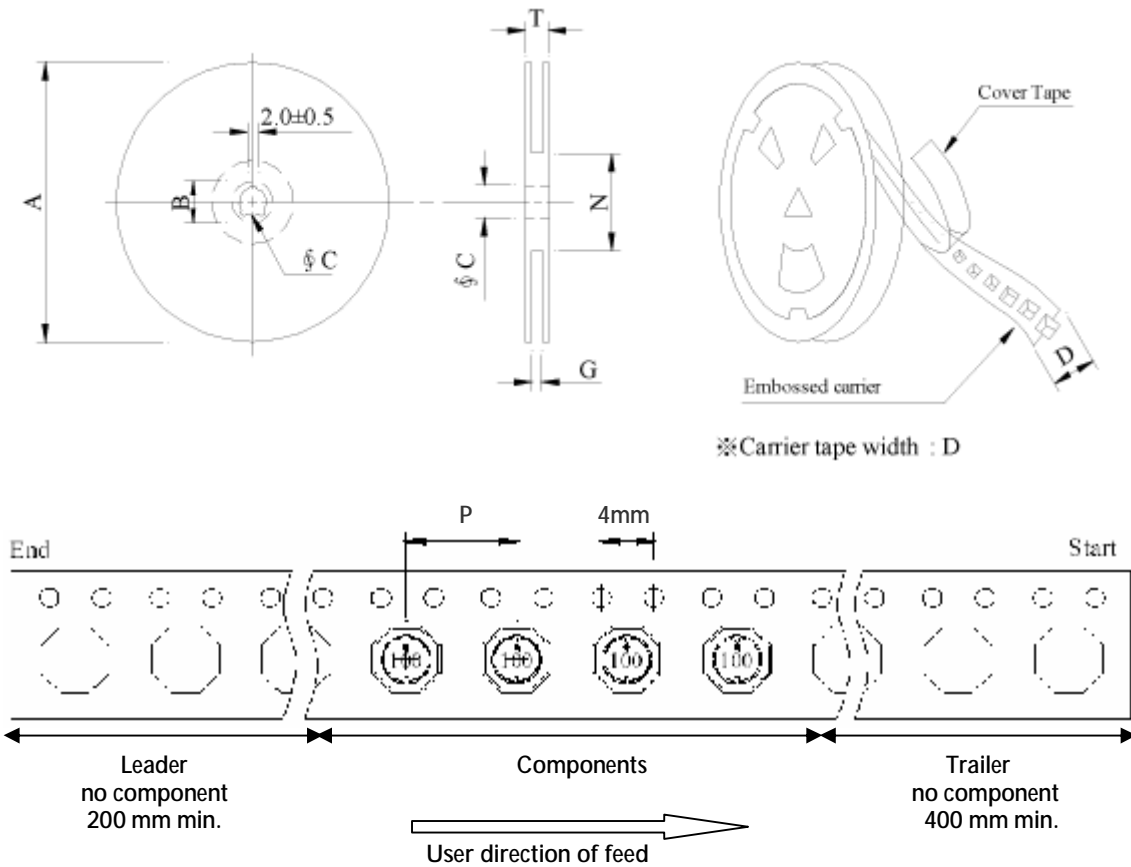 T
A
2.0±0.5
B
∮C
∮C
N
G
Cover Tape
Embossed carrier
D
※Carrier tape width : D
P
4mm
End
Start
100
100
100
100
Leader
no component
200 mm min.
Components
Trailer
no component
400 mm min.
User direction of feed